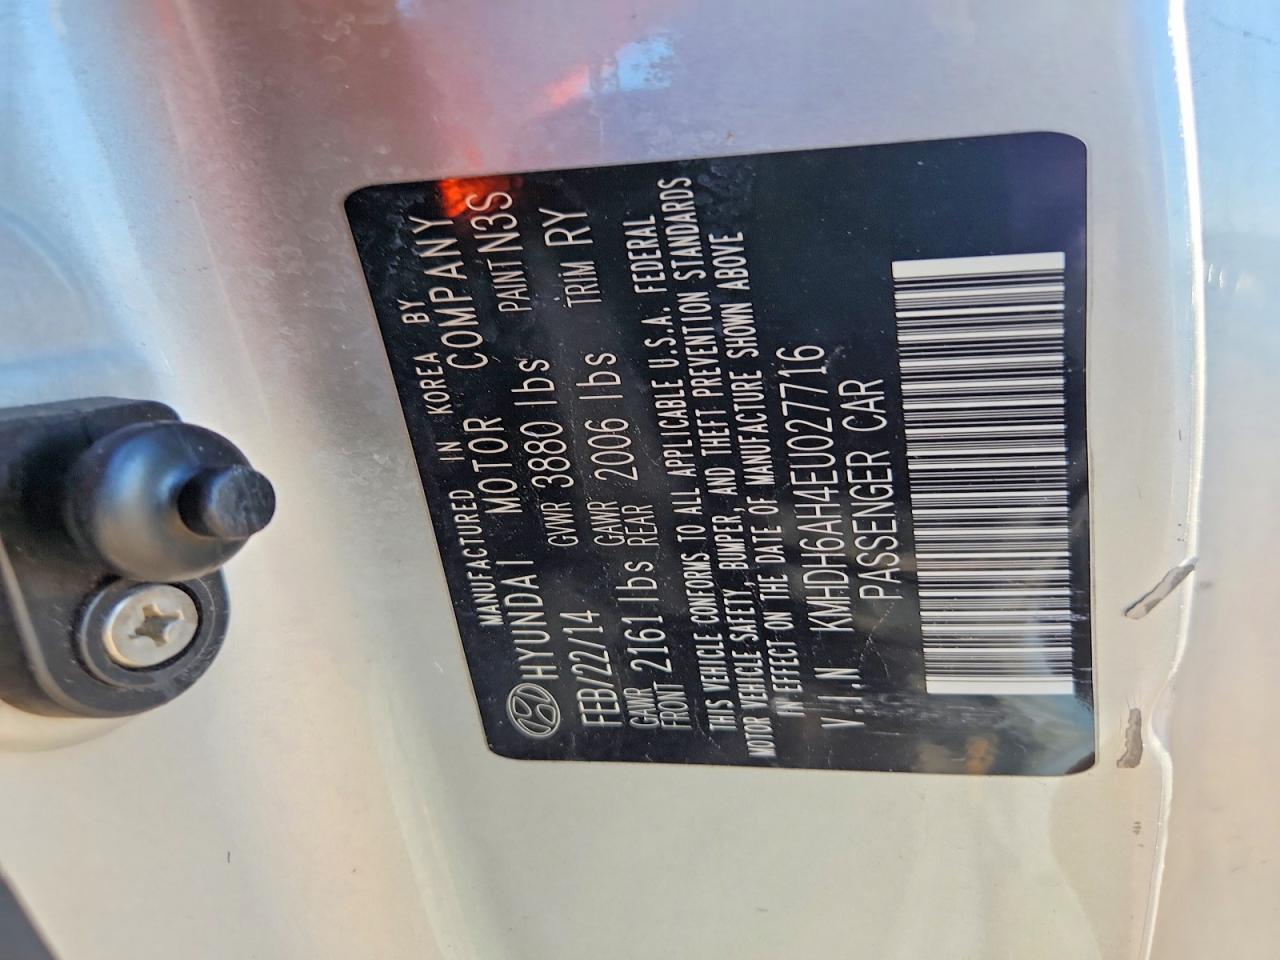 MANUFACTURED IN KOREA BY
HYUNDAI MOTOR COMPANY
FEB/22/14 GVWR 3880 lbs PAINT N3S
GAWR FRONT 2161 lbs GAWR REAR 2006 lbs TRIM RY
THIS VEHICLE CONFORMS TO ALL APPLICABLE U.S.A. FEDERAL
MOTOR VEHICLE SAFETY, BUMPER, AND THEFT PREVENTION STANDARDS
IN EFFECT ON THE DATE OF MANUFACTURE SHOWN ABOVE
V.I.N KMHDH6AH4EU027716
PASSENGER CAR